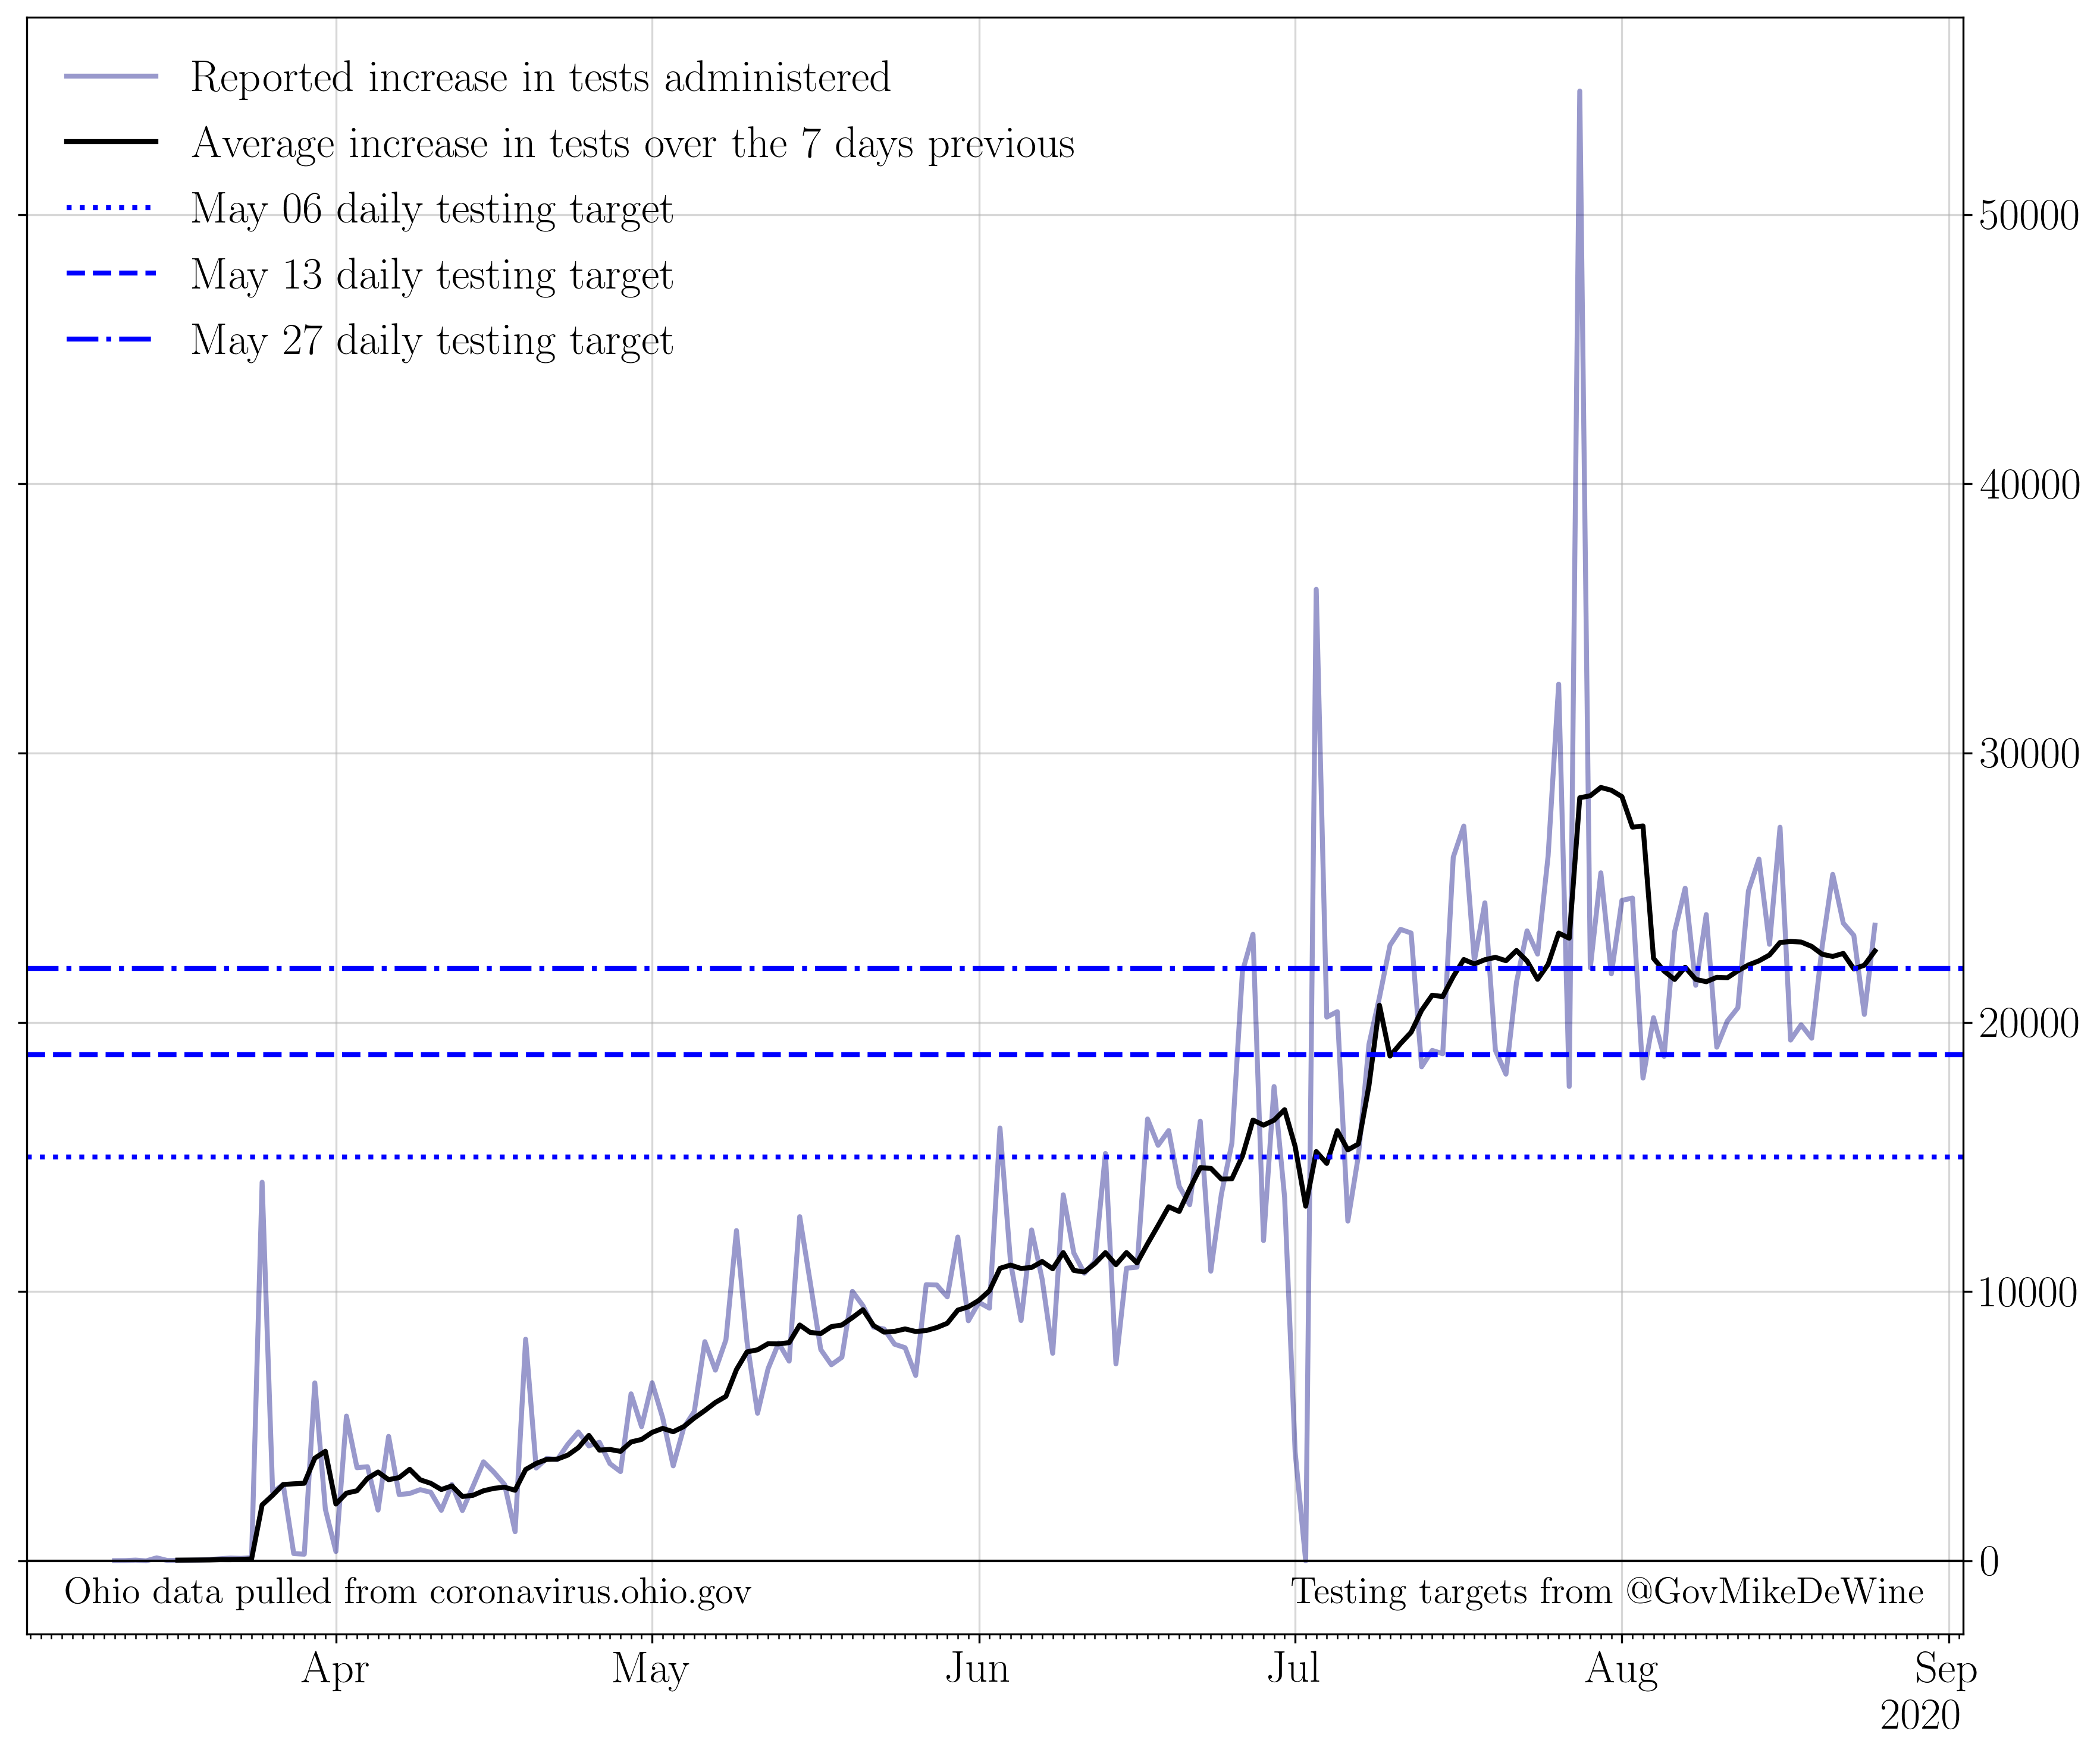 Reported increase in tests administered
Average increase in tests over the 7 days previous
May 06 daily testing target
May 13 daily testing target
May 27 daily testing target
50000
40000
30000
20000
10000
0
Ohio data pulled from coronavirus.ohio.gov
Testing targets from @GovMikeDeWine
Apr May Jun Jul Aug Sep
2020